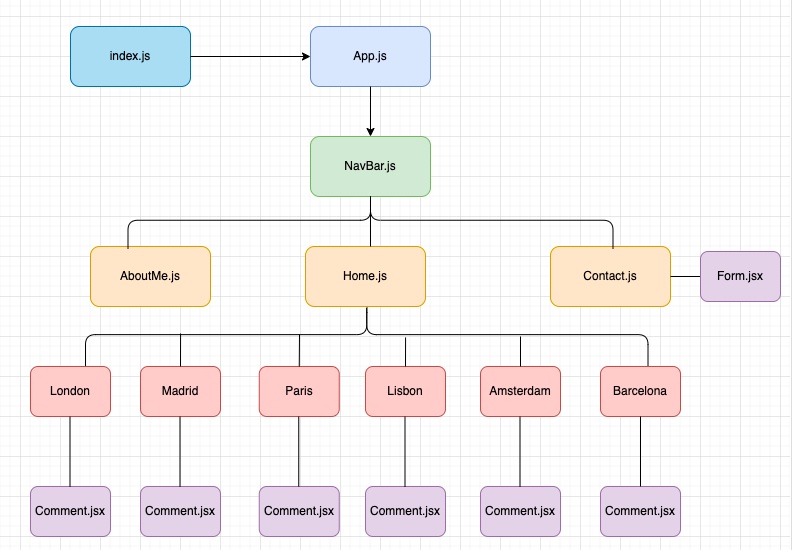 index.js
App.js
NavBar.js
AboutMe.js
Home.js
Contact.js
Form.jsx
London
Madrid
Paris
Lisbon
Amsterdam
Barcelona
Comment.jsx
Comment.jsx
Comment.jsx
Comment.jsx
Comment.jsx
Comment.jsx